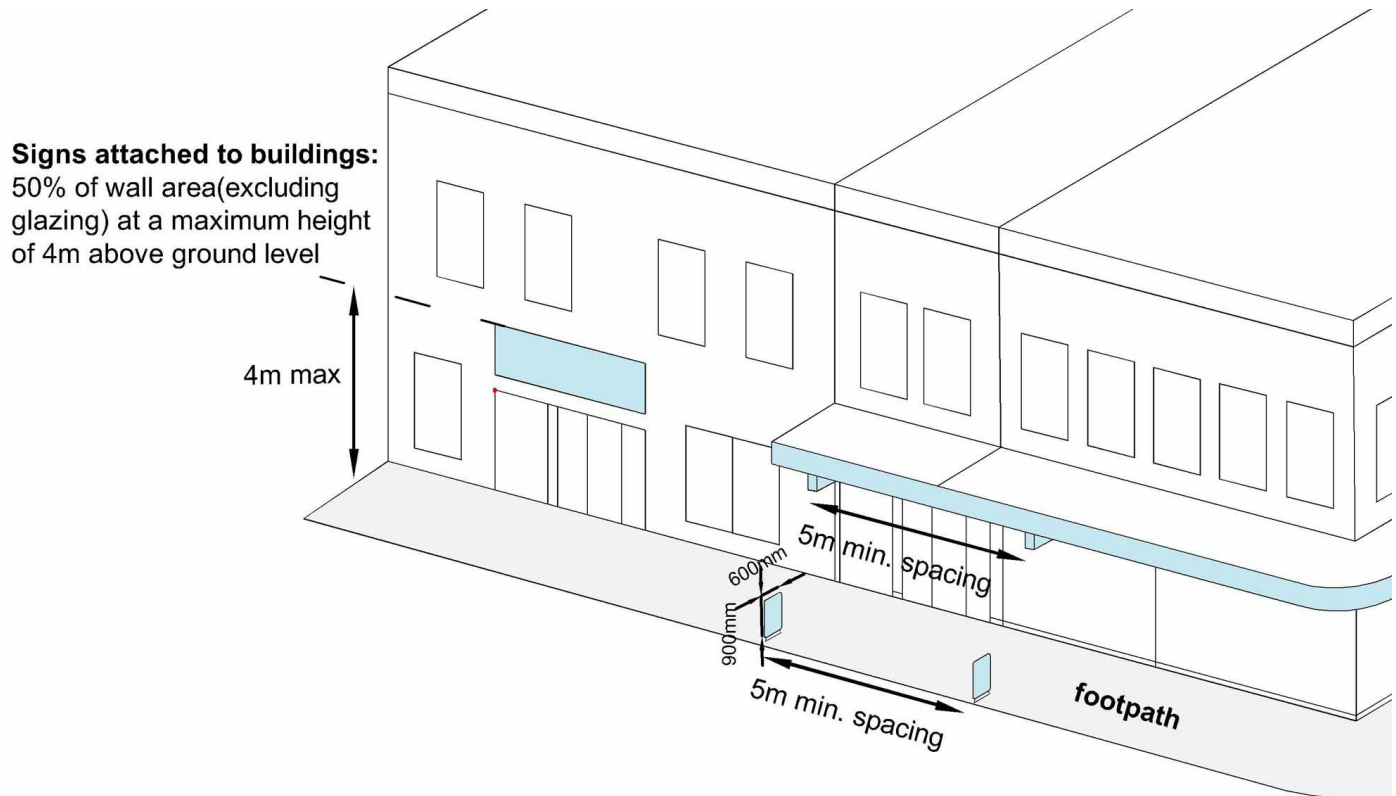 Signs attached to buildings:
50% of wall area(excluding
glazing) at a maximum height
of 4m above ground level
4m max
5m min. spacing
600mm
900mm
5m min. spacing
footpath